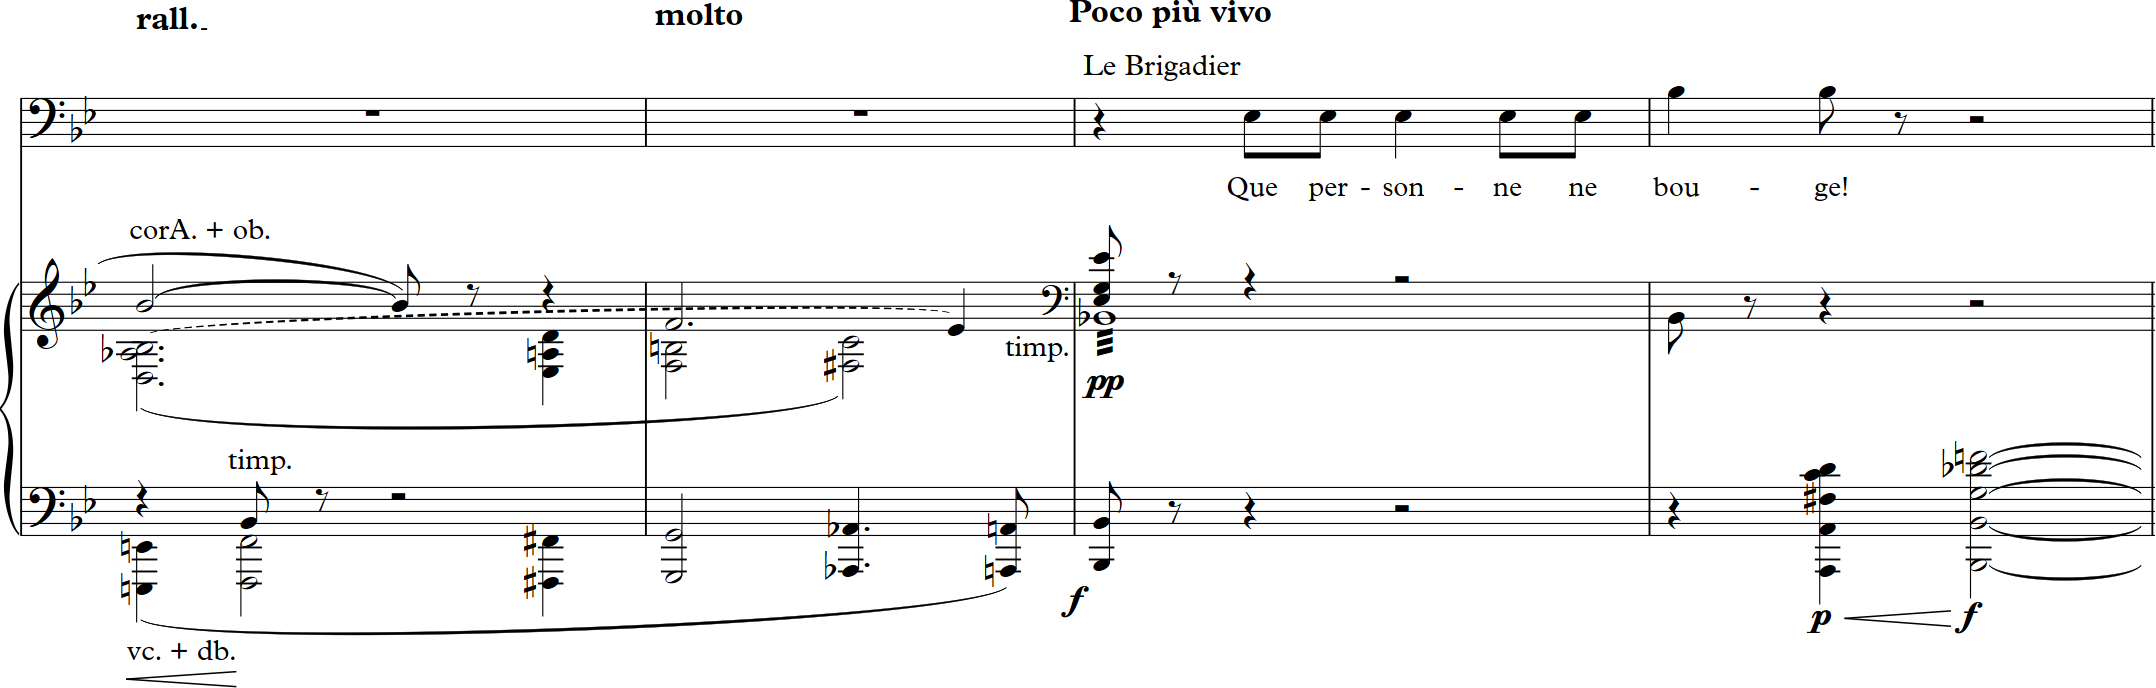 rall.
molto
Poco più vivo
Le Brigadier
Que per - son - ne ne bou - ge!
corA. + ob.
timp.
pp
timp.
f
p
f
vc. + db.